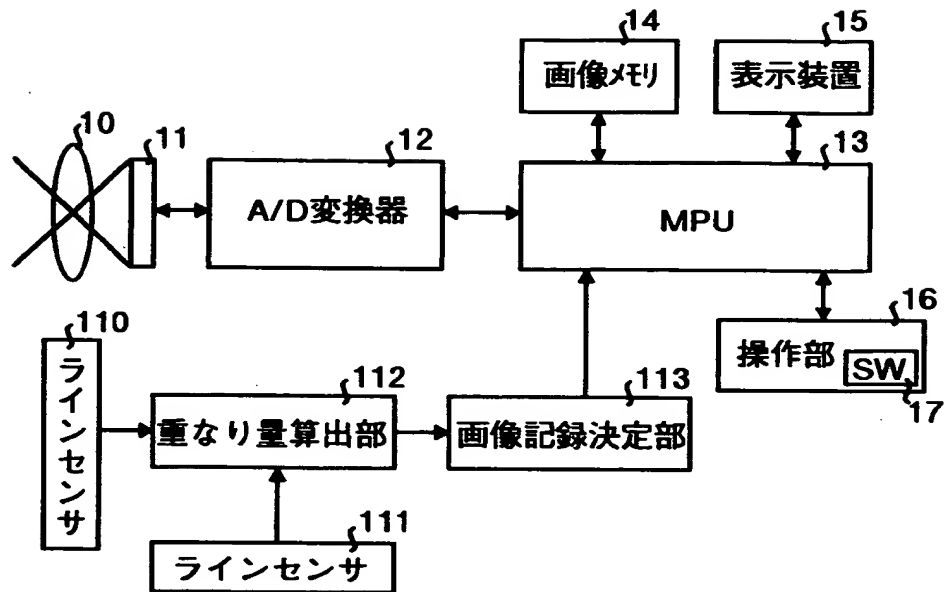 14
15
画像ﾒﾓﾘ
表示装置
10
11
12
13
A/D変換器
MPU
16
操作部
SW
17
110
ラインセンサ
112
113
重なり量算出部
画像記録決定部
111
ラインセンサ